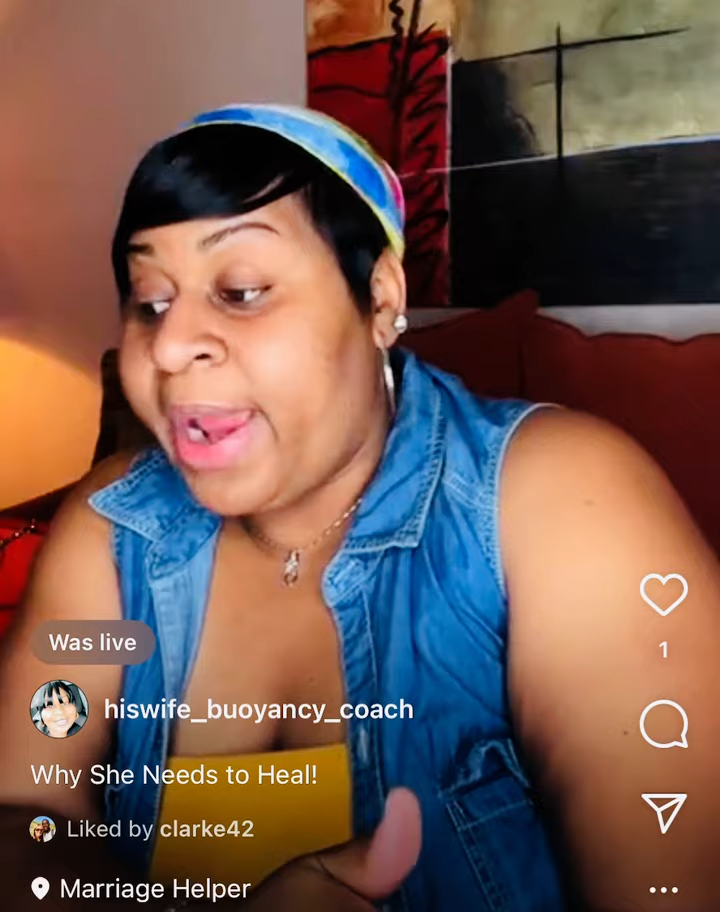 1
Was live
hiswife_buoyancy_coach
Why She Needs to Heal!
Liked by clarke42
Marriage Helper